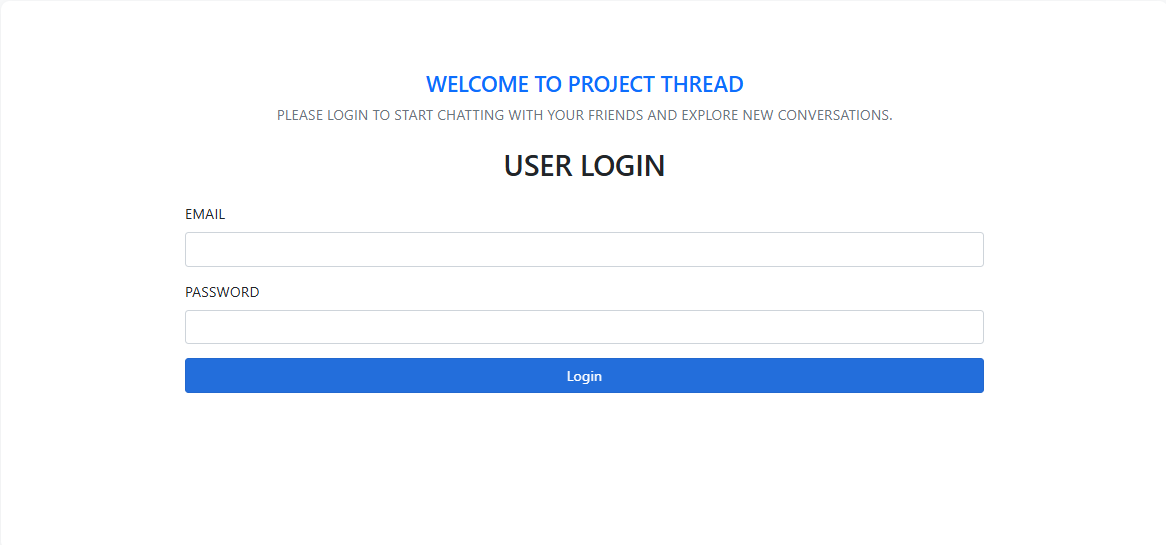 WELCOME TO PROJECT THREAD
PLEASE LOGIN TO START CHATTING WITH YOUR FRIENDS AND EXPLORE NEW CONVERSATIONS.
USER LOGIN
EMAIL
PASSWORD
Login